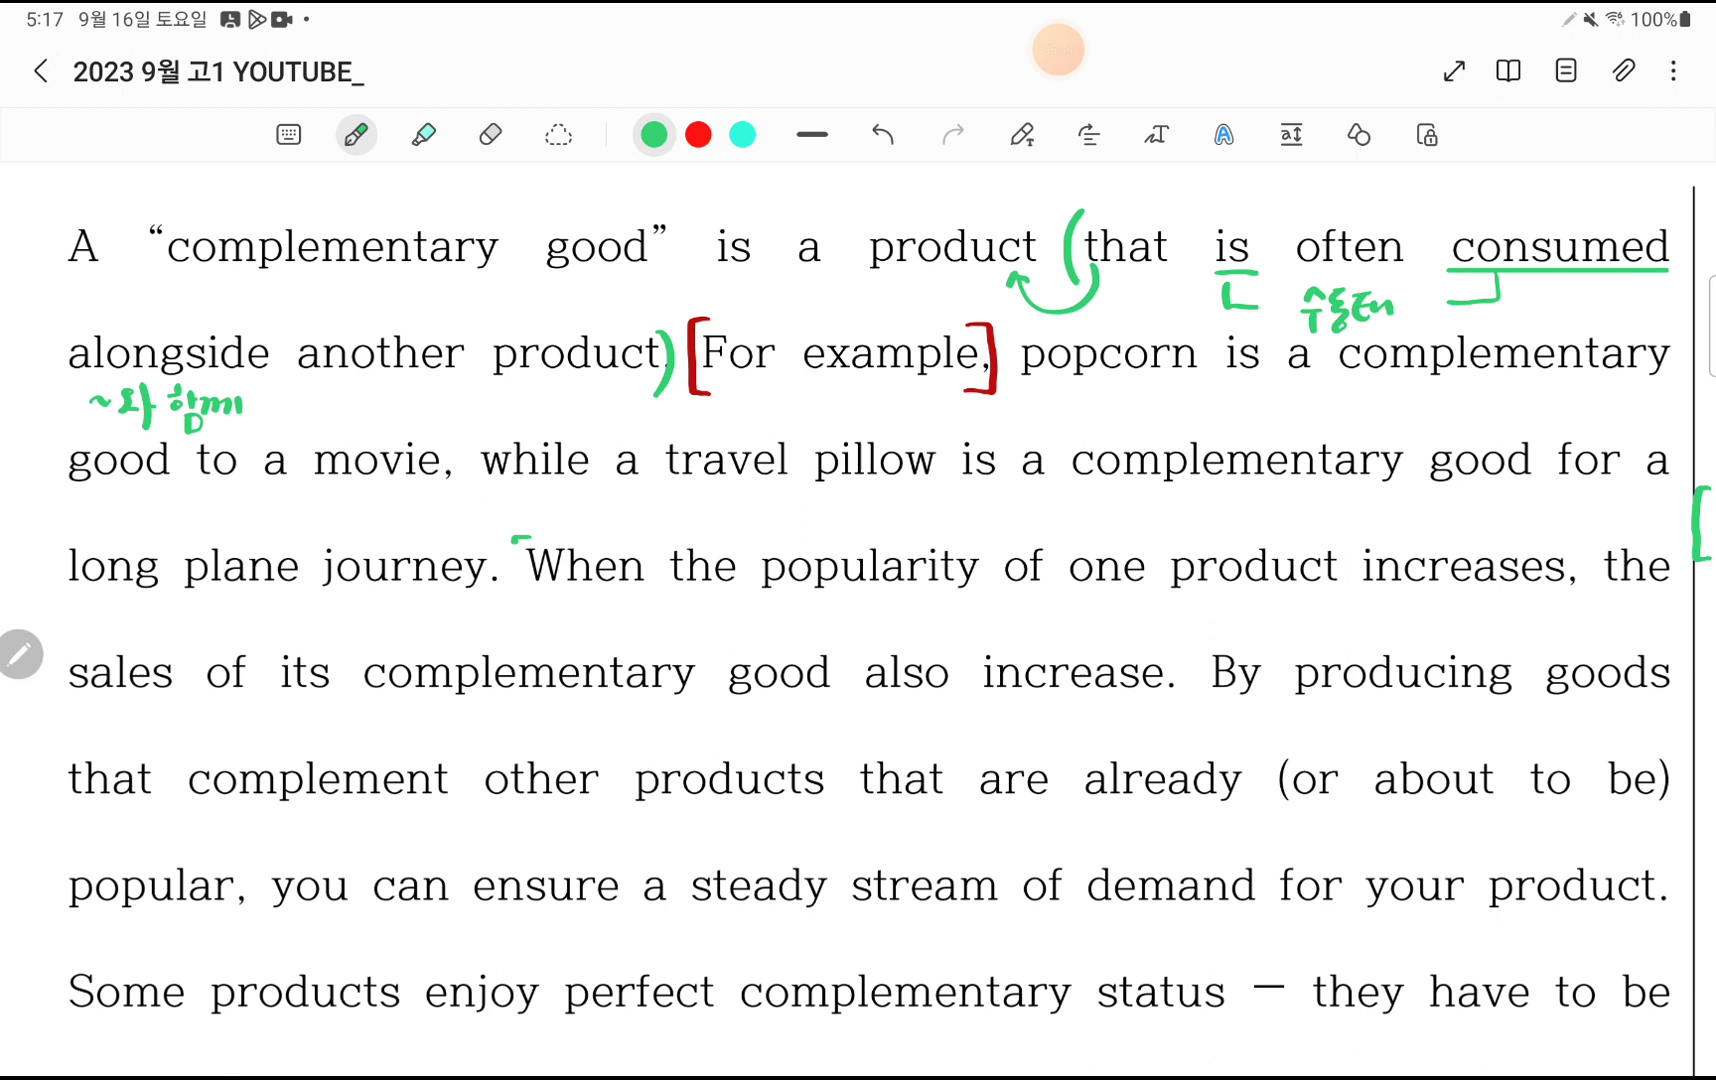 5:17 9월 16일 토요일
100%
2023 9월 고1 YOUTUBE_
A “complementary good” is a product (that is often consumed
수동태
alongside another product.) [For example,] popcorn is a complementary
~와 함께
good to a movie, while a travel pillow is a complementary good for a
long plane journey. When the popularity of one product increases, the
sales of its complementary good also increase. By producing goods
that complement other products that are already (or about to be)
popular, you can ensure a steady stream of demand for your product.
Some products enjoy perfect complementary status — they have to be